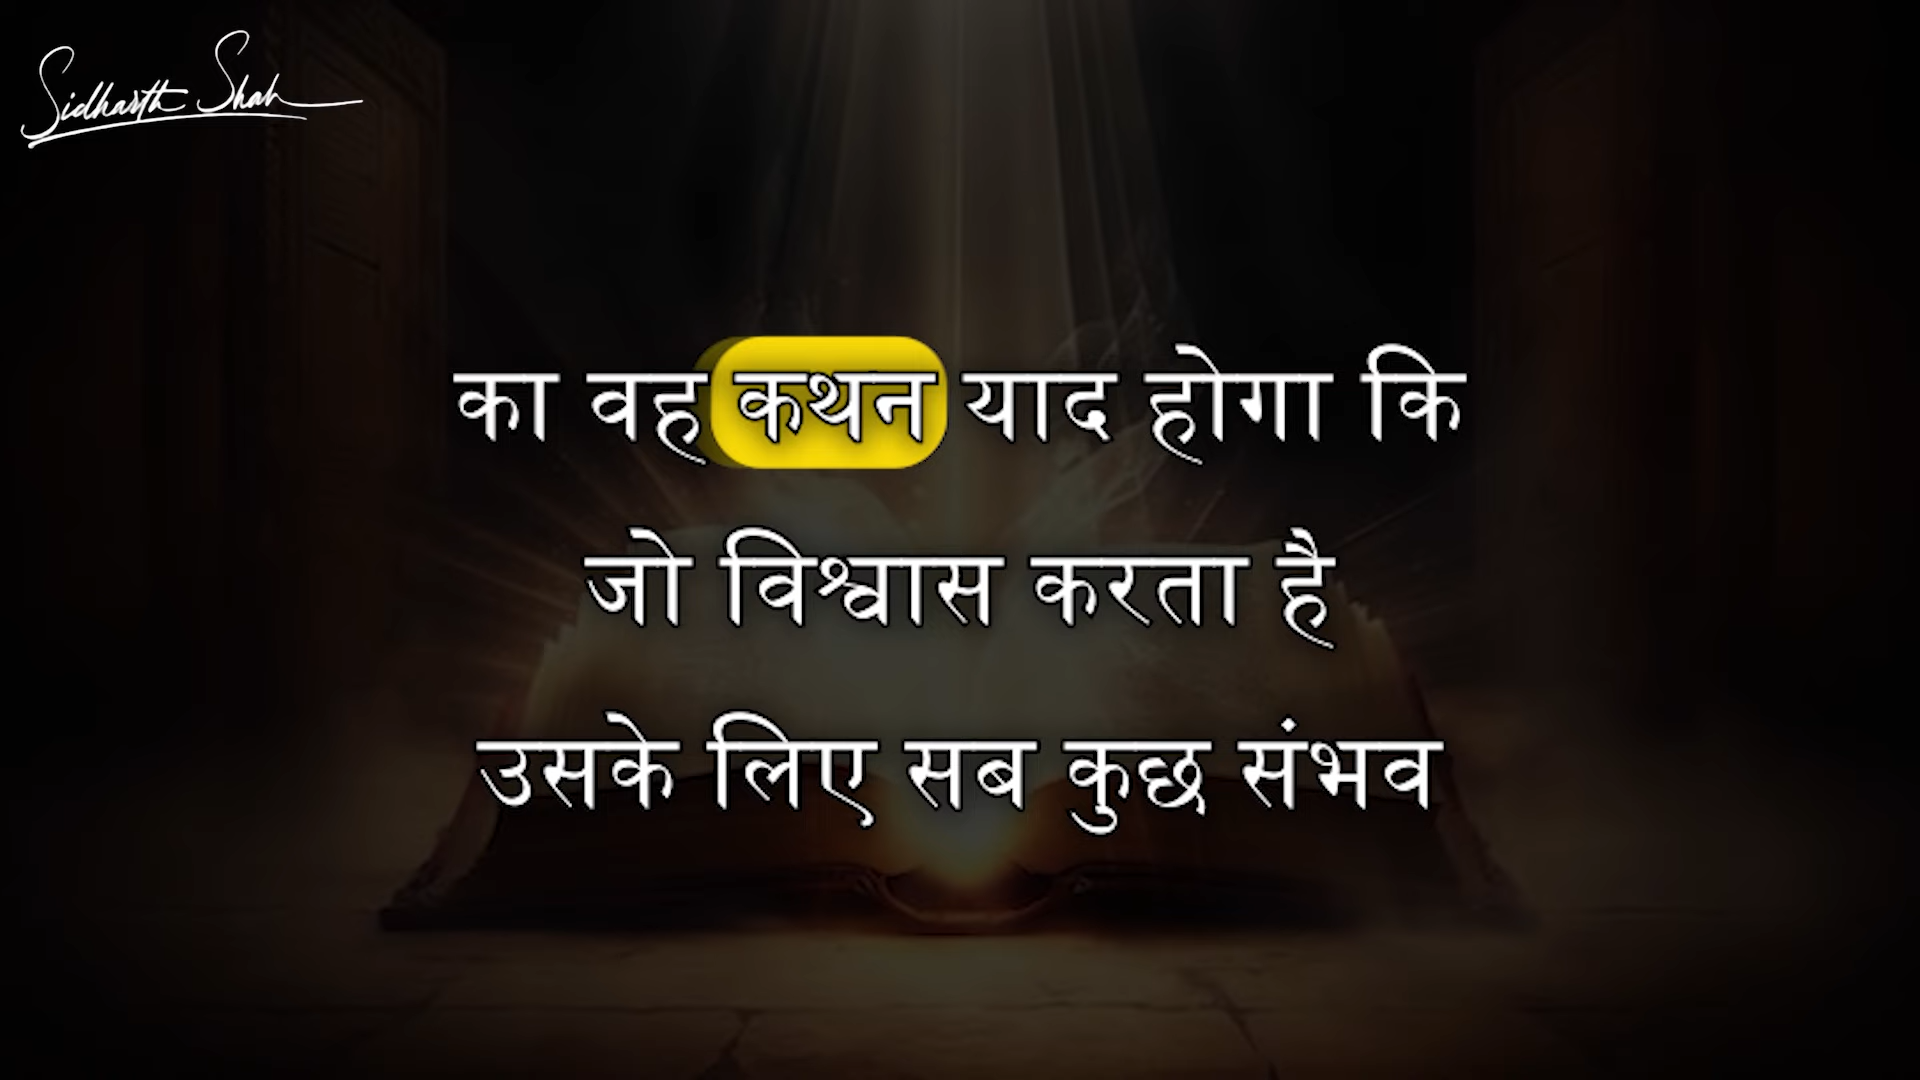 Sidharth Shah
का वह कथन याद होगा कि
जो विश्वास करता है
उसके लिए सब कुछ संभव